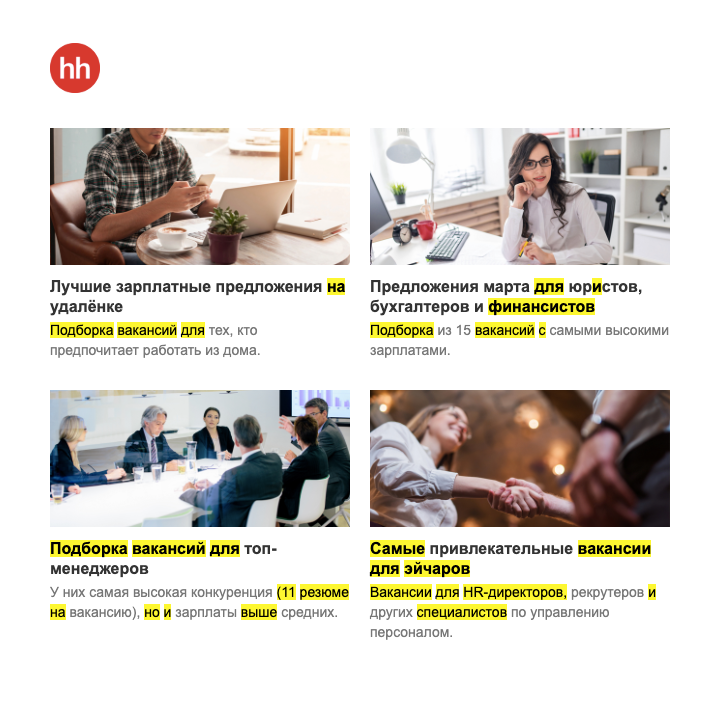 hh
Лучшие зарплатные предложения на
удалёнке
Подборка вакансий для тех, кто
предпочитает работать из дома.
Предложения марта для юристов,
бухгалтеров и финансистов
Подборка из 15 вакансий с самыми высокими
зарплатами.
Подборка вакансий для топ-
менеджеров
У них самая высокая конкуренция (11 резюме
на вакансию), но и зарплаты выше средних.
Самые привлекательные вакансии
для эйчаров
Вакансии для HR-директоров, рекрутеров и
других специалистов по управлению
персоналом.